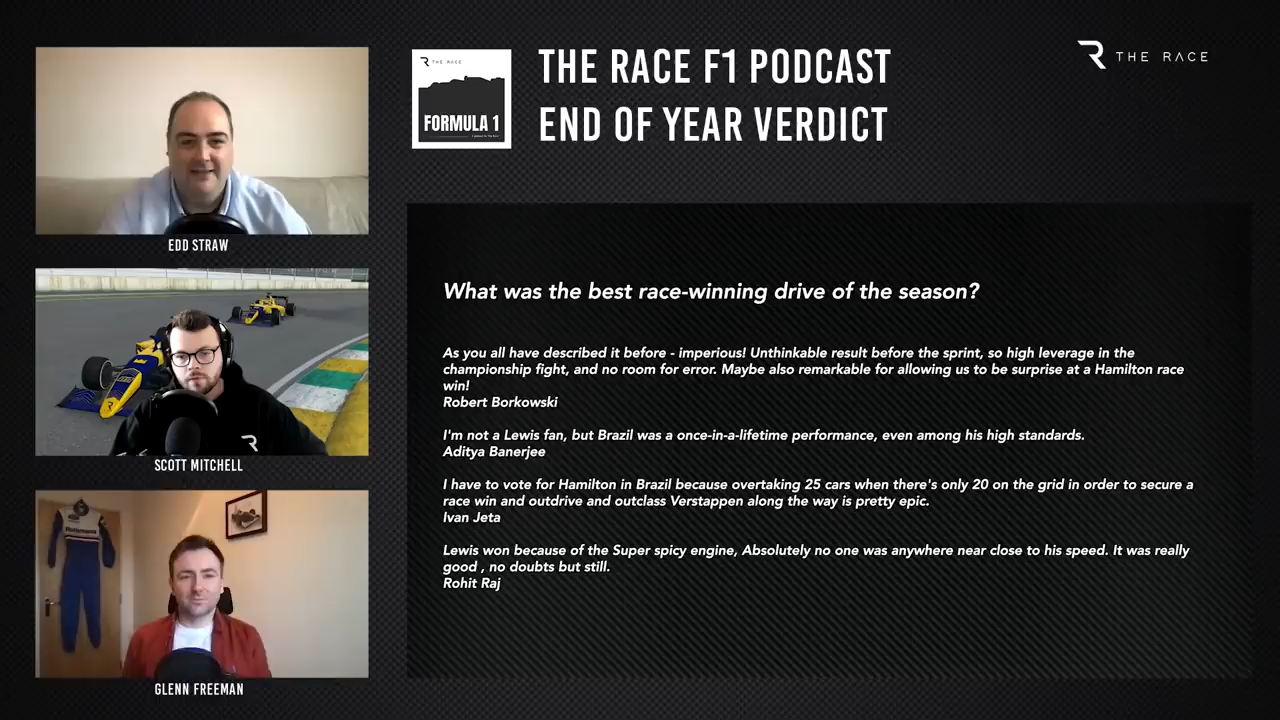 THE RACE F1 PODCAST
END OF YEAR VERDICT
THE RACE
THE RACE
FORMULA 1
EDD STRAW
SCOTT MITCHELL
Rothmans
GLENN FREEMAN
What was the best race-winning drive of the season?
As you all have described it before - imperious! Unthinkable result before the sprint, so high leverage in the
championship fight, and no room for error. Maybe also remarkable for allowing us to be surprise at a Hamilton race
win!
Robert Borkowski
I'm not a Lewis fan, but Brazil was a once-in-a-lifetime performance, even among his high standards.
Aditya Banerjee
I have to vote for Hamilton in Brazil because overtaking 25 cars when there's only 20 on the grid in order to secure a
race win and outdrive and outclass Verstappen along the way is pretty epic.
Ivan Jeta
Lewis won because of the Super spicy engine, Absolutely no one was anywhere near close to his speed. It was really
good , no doubts but still.
Rohit Raj